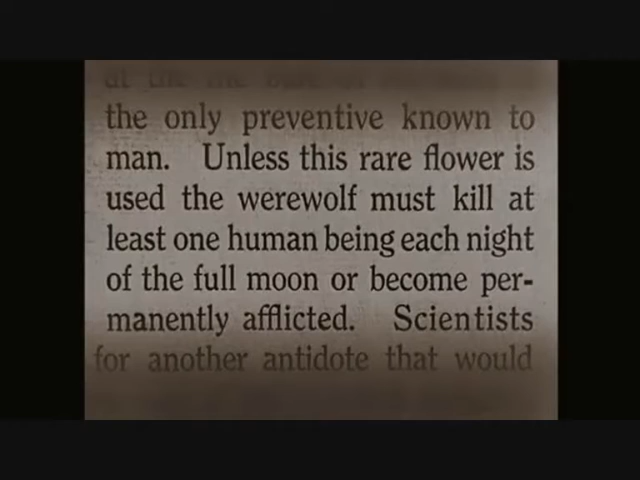 the only preventive known to
man. Unless this rare flower is
used the werewolf must kill at
least one human being each night
of the full moon or become per-
manently afflicted. Scientists
for another antidote that would